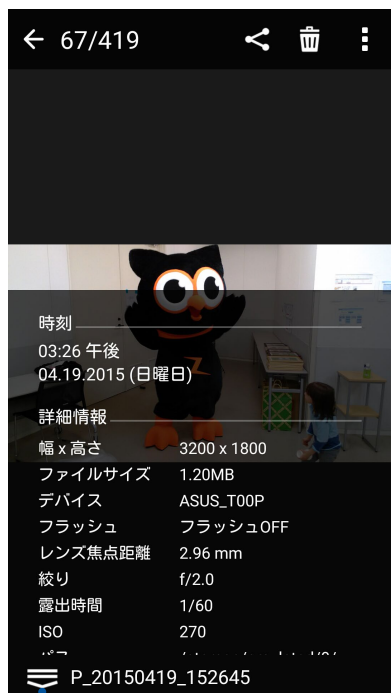 67/419
時刻
03:26 午後
04.19.2015 (日曜日)
詳細情報
幅 x 高さ 3200 x 1800
ファイルサイズ 1.20MB
デバイス ASUS_T00P
フラッシュ フラッシュOFF
レンズ焦点距離 2.96 mm
絞り f/2.0
露出時間 1/60
ISO 270
P_20150419_152645